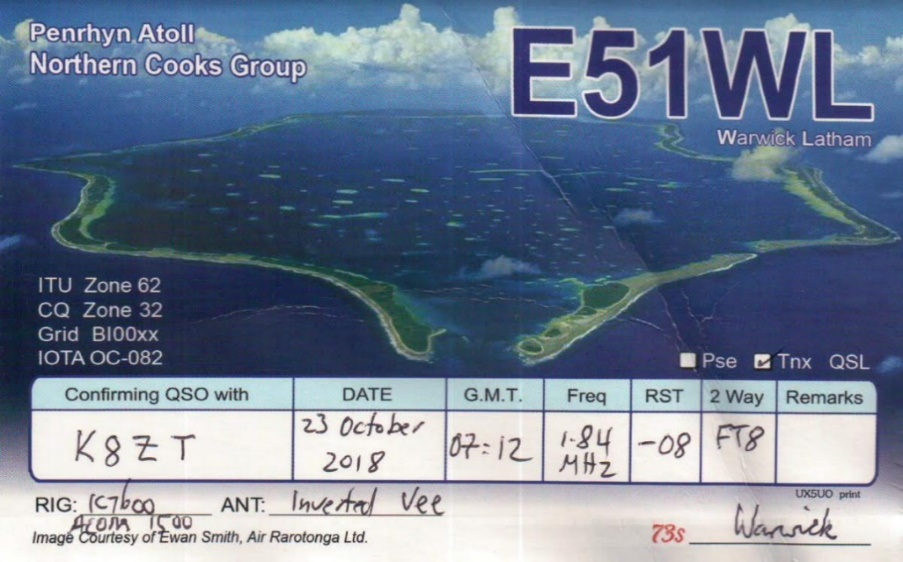 Penrhyn Atoll
Northern Cooks Group
E51WL
Warwick Latham
ITU Zone 62
CQ Zone 32
Grid BI00xx
IOTA OC-082
Pse Tnx QSL
Confirming QSO with DATE G.M.T. Freq RST 2 Way Remarks
K8ZT 23 October 2018 07:12 1.84 MHz -08 FT8
UX5UO print
RIG: IC7600 ANT: Inverted Vee
Acom 1500
73s Warwick
Image Courtesy of Ewan Smith, Air Rarotonga Ltd.